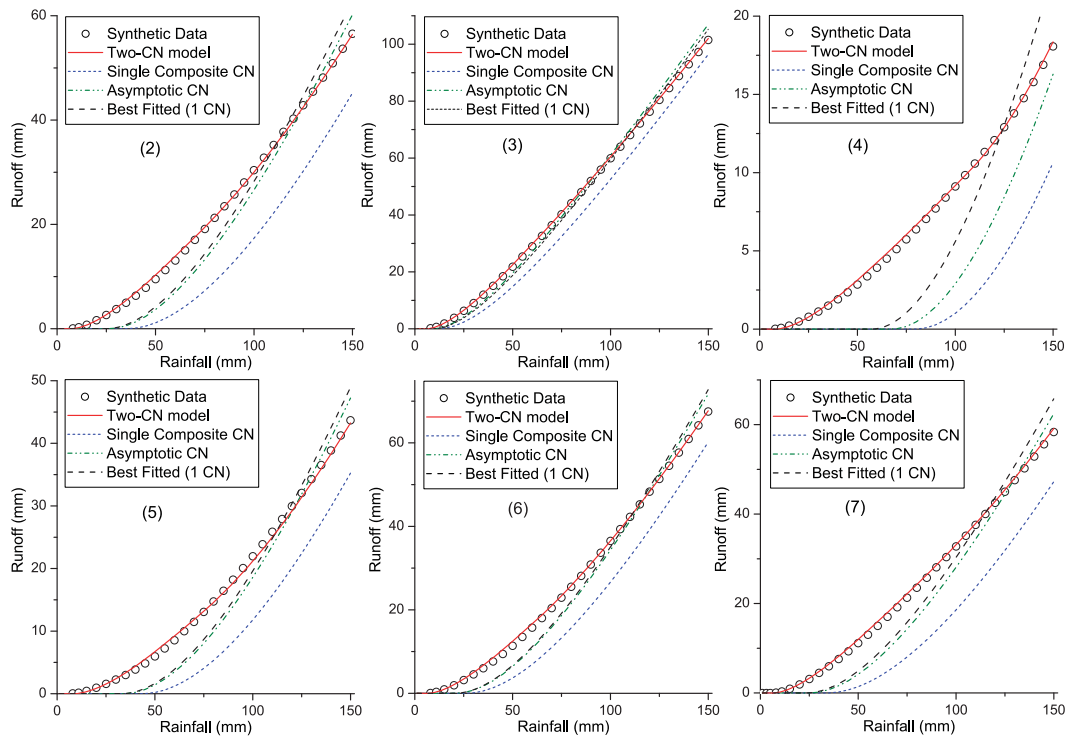 Synthetic Data
Two-CN model
Single Composite CN
Asymptotic CN
Best Fitted (1 CN)
(2)
Runoff (mm)
60
40
20
0
0
50
100
150
Rainfall (mm)
Synthetic Data
Two-CN model
Single Composite CN
Asymptotic CN
Best Fitted (1 CN)
(3)
Runoff (mm)
100
80
60
40
20
0
0
50
100
150
Rainfall (mm)
Synthetic Data
Two-CN model
Single Composite CN
Asymptotic CN
Best Fitted (1 CN)
(4)
Runoff (mm)
20
15
10
5
0
0
50
100
150
Rainfall (mm)
Synthetic Data
Two-CN model
Single Composite CN
Asymptotic CN
Best Fitted (1 CN)
(5)
Runoff (mm)
50
40
30
20
10
0
0
50
100
150
Rainfall (mm)
Synthetic Data
Two-CN model
Single Composite CN
Asymptotic CN
Best Fitted (1 CN)
(6)
Runoff (mm)
60
40
20
0
0
50
100
150
Rainfall (mm)
Synthetic Data
Two-CN model
Single Composite CN
Asymptotic CN
Best Fitted (1 CN)
(7)
Runoff (mm)
60
40
20
0
0
50
100
150
Rainfall (mm)